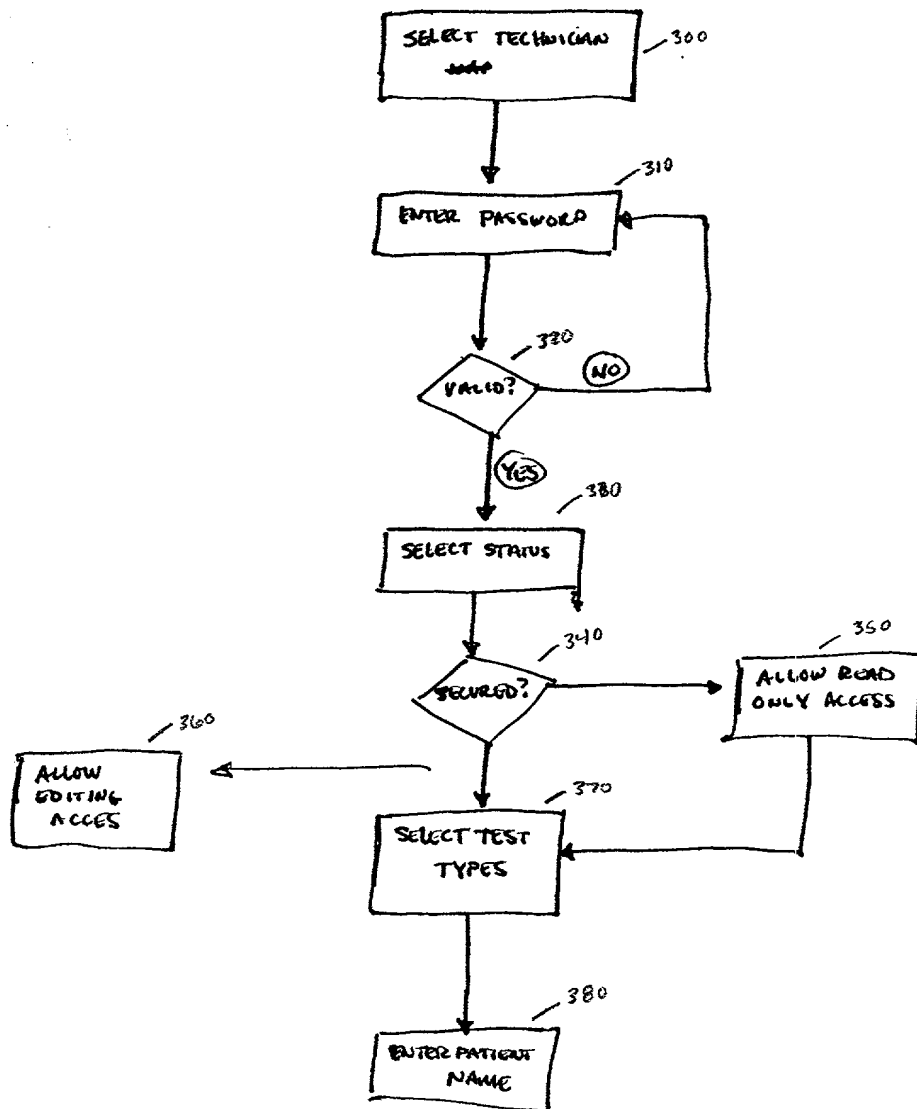 SELECT TECHNICIAN
300
310
ENTER PASSWORD
320
VALID?
NO
YES
330
SELECT STATUS
340
SECURED?
350
ALLOW READ
ONLY ACCESS
360
ALLOW
EDITING
ACCES
370
SELECT TEST
TYPES
380
ENTER PATIENT
NAME